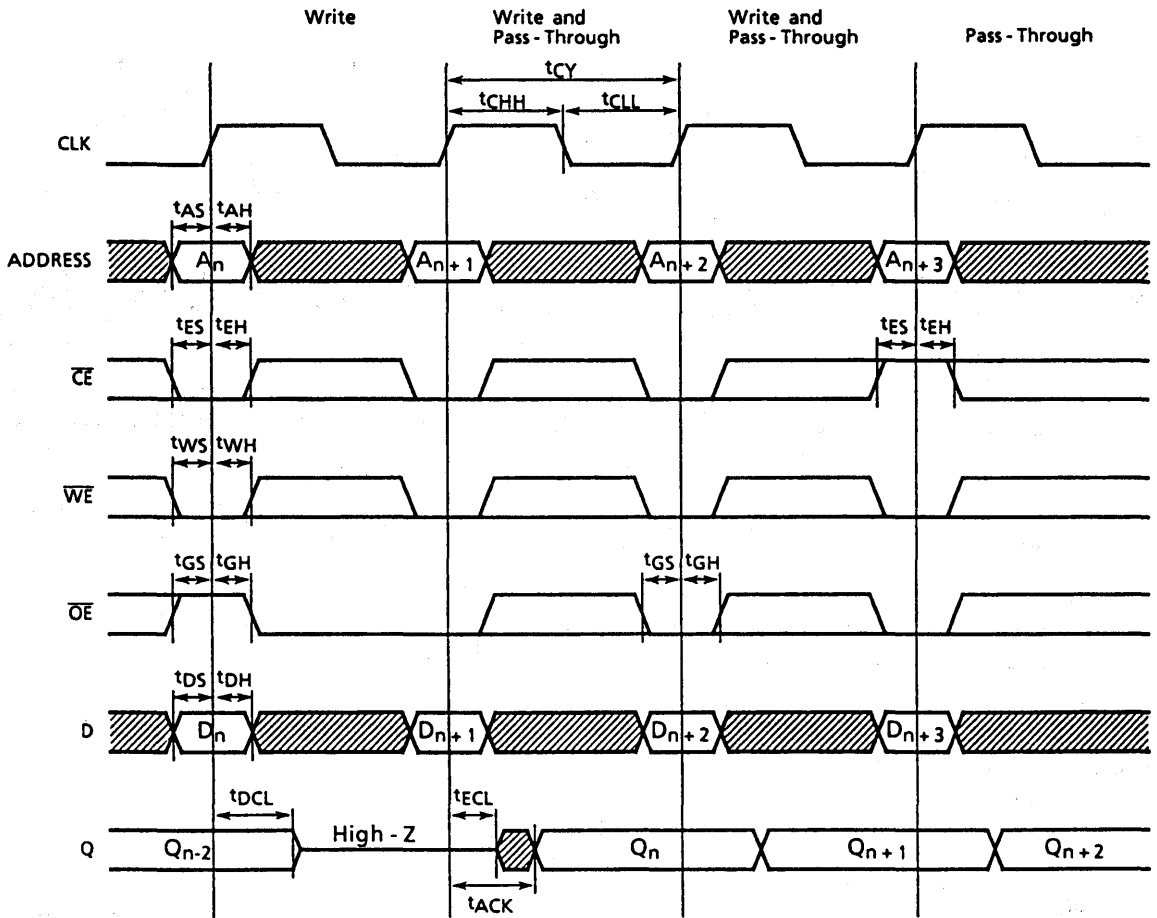 Write
Write and
Pass - Through
Write and
Pass - Through
Pass - Through
tCY
tCHH
tCLL
CLK
tAS
tAH
ADDRESS
An
An + 1
An + 2
An + 3
tES
tEH
tES
tEH
CE
tWS
tWH
WE
tGS
tGH
tGS
tGH
OE
tDS
tDH
D
Dn
Dn + 1
Dn + 2
Dn + 3
tDCL
tECL
Q
Qn-2
High - Z
Qn
Qn + 1
Qn + 2
tACK